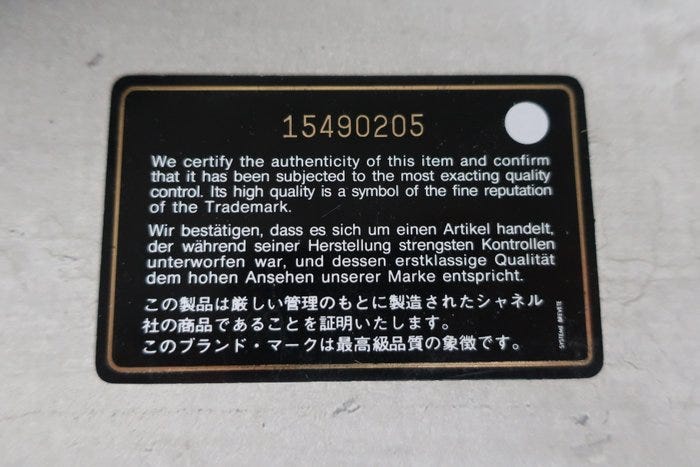 15490205
We certify the authenticity of this item and confirm
that it has been subjected to the most exacting quality
control. Its high quality is a symbol of the fine reputation
of the Trademark.
Wir bestätigen, dass es sich um einen Artikel handelt,
der während seiner Herstellung strengsten Kontrollen
unterworfen war, und dessen erstklassige Qualität
dem hohen Ansehen unserer Marke entspricht.
この製品は厳しい管理のもとに製造されたシャネル
社の商品であることを証明いたします。
このブランド・マークは最高級品質の象徴です。
SYSTEME BREVETE